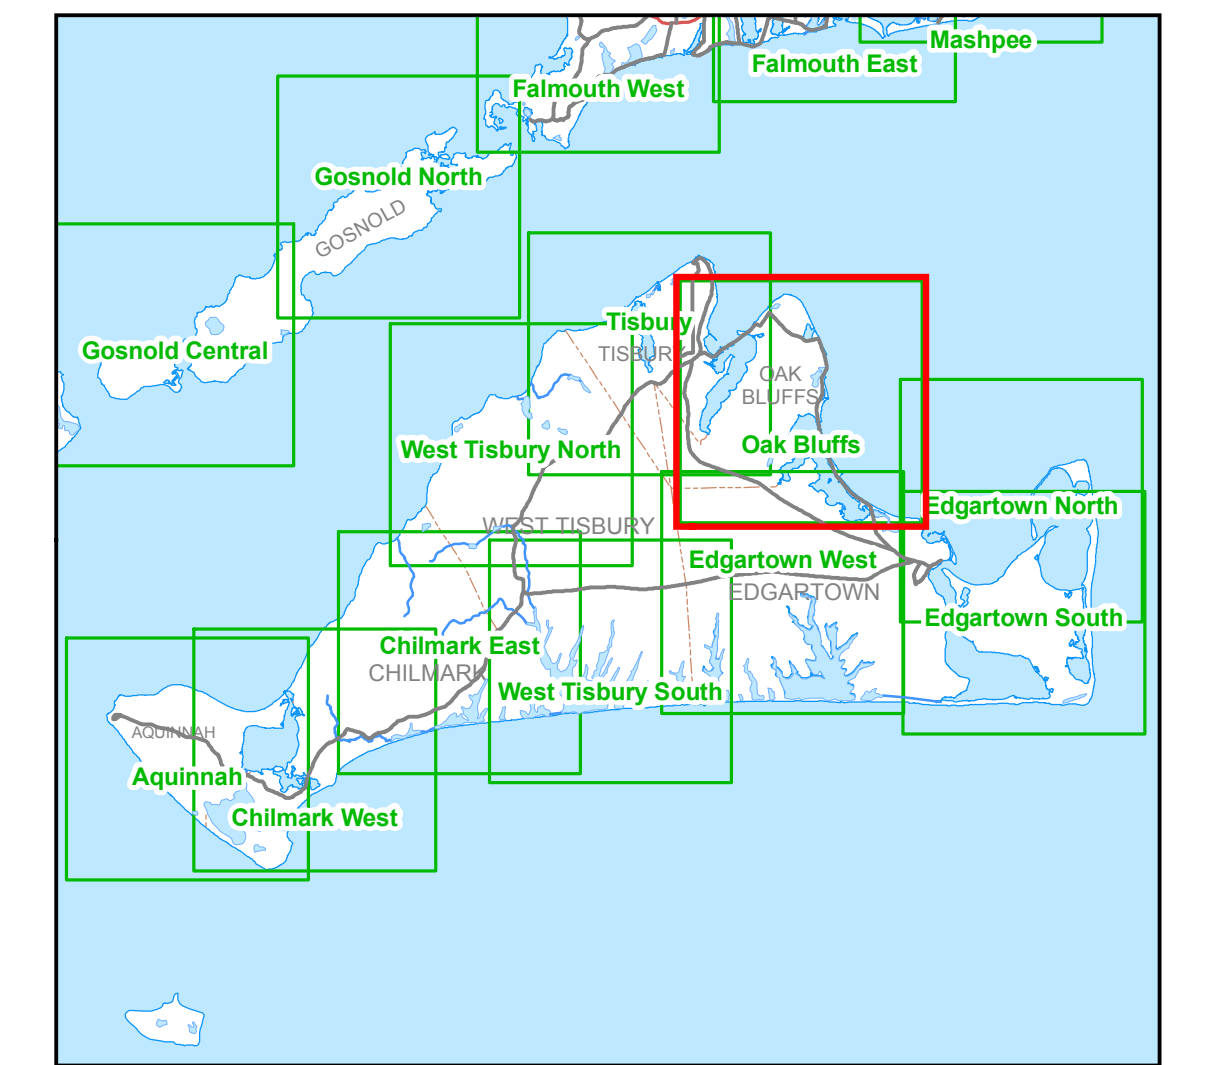 Mashpee
Falmouth East
Falmouth West
Gosnold North
GOSNOLD
Tisbury
Gosnold Central
TISBURY
OAK
BLUFFS
Oak Bluffs
West Tisbury North
Edgartown North
WEST TISBURY
Edgartown West
EDGARTOWN
Edgartown South
Chilmark East
CHILMARK
West Tisbury South
AQUINNAH
Aquinnah
Chilmark West